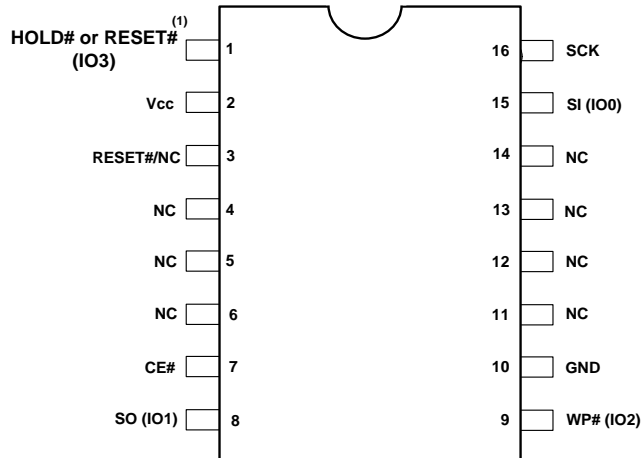 (1)
HOLD# or RESET# 1 16 SCK
(IO3)
Vcc 2 15 SI (IO0)
RESET#/NC 3 14 NC
NC 4 13 NC
NC 5 12 NC
NC 6 11 NC
CE# 7 10 GND
SO (IO1) 8 9 WP# (IO2)